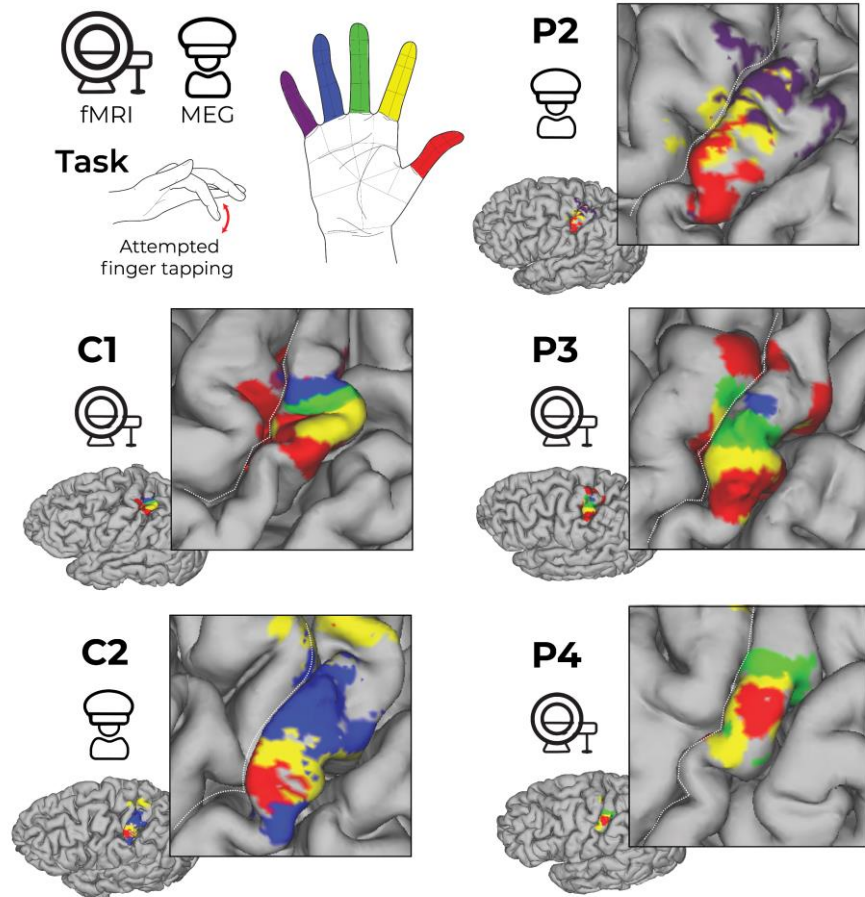 P2
fMRI MEG
Task
Attempted
finger tapping
C1
P3
C2
P4